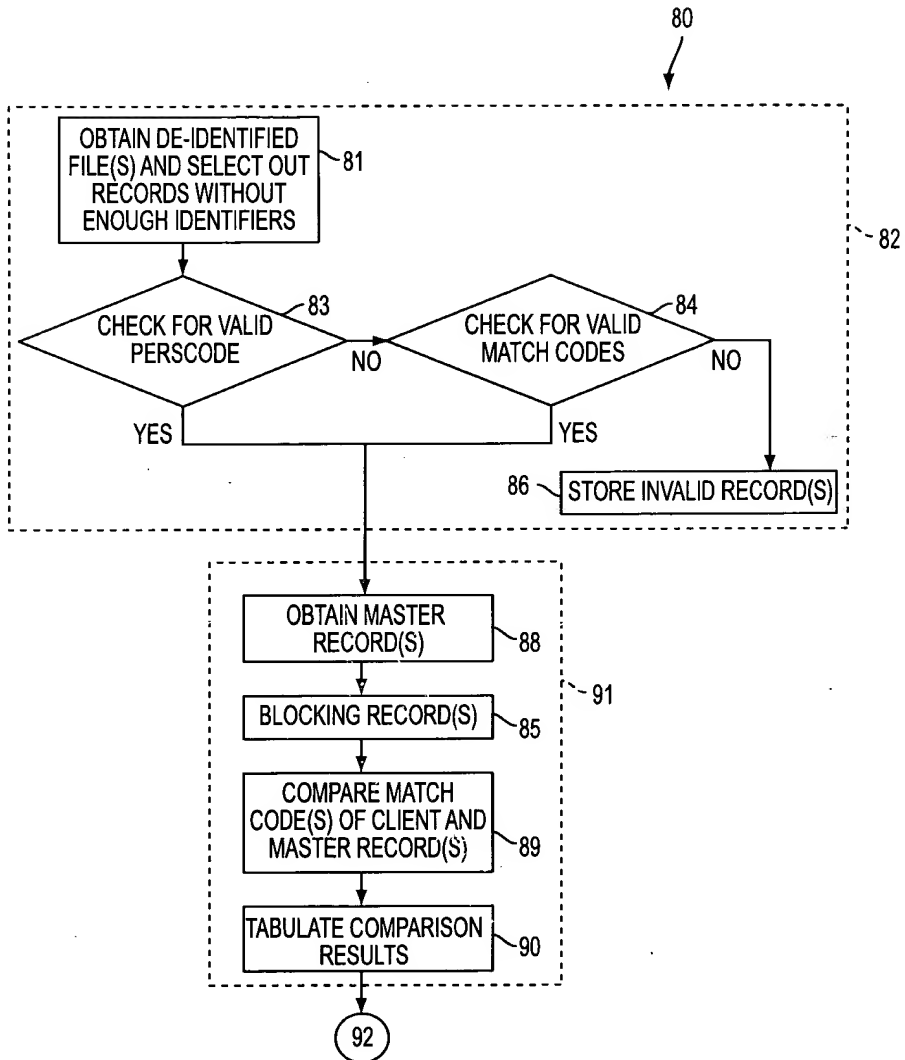 80
OBTAIN DE-IDENTIFIED
FILE(S) AND SELECT OUT
RECORDS WITHOUT
ENOUGH IDENTIFIERS
81
82
83
CHECK FOR VALID
PERSCODE
NO
84
CHECK FOR VALID
MATCH CODES
NO
YES
YES
86
STORE INVALID RECORD(S)
OBTAIN MASTER
RECORD(S)
88
91
BLOCKING RECORD(S)
85
COMPARE MATCH
CODE(S) OF CLIENT AND
MASTER RECORD(S)
89
TABULATE COMPARISON
RESULTS
90
92